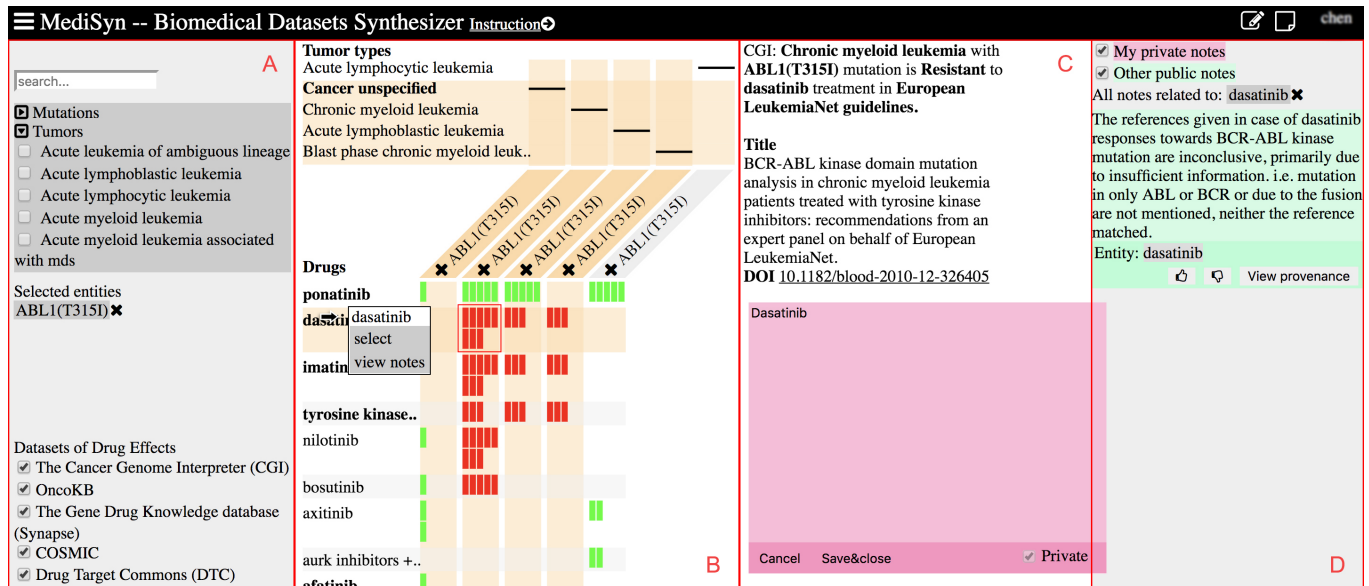 MediSyn -- Biomedical Datasets Synthesizer Instruction
chen
A
search...
Mutations
Tumors
Acute leukemia of ambiguous lineage
Acute lymphoblastic leukemia
Acute lymphocytic leukemia
Acute myeloid leukemia
Acute myeloid leukemia associated
with mds
Selected entities
ABL1(T315I)
Datasets of Drug Effects
The Cancer Genome Interpreter (CGI)
OncoKB
The Gene Drug Knowledge database
(Synapse)
COSMIC
Drug Target Commons (DTC)
Tumor types
Acute lymphocytic leukemia
Cancer unspecified
Chronic myeloid leukemia
Acute lymphoblastic leukemia
Blast phase chronic myeloid leuk..
ABL1(T315I)
ABL1(T315I)
ABL1(T315I)
ABL1(T315I)
ABL1(T315I)
Drugs
ponatinib
dasatin
dasatinib
select
view notes
imatin
tyrosine kinase..
nilotinib
bosutinib
axitinib
aurk inhibitors +..
afatinib
B
CGI: Chronic myeloid leukemia with
ABL1(T315I) mutation is Resistant to
dasatinib treatment in European
LeukemiaNet guidelines.
C
Title
BCR-ABL kinase domain mutation
analysis in chronic myeloid leukemia
patients treated with tyrosine kinase
inhibitors: recommendations from an
expert panel on behalf of European
LeukemiaNet.
DOI 10.1182/blood-2010-12-326405
Dasatinib
Cancel Save&close Private
My private notes
Other public notes
All notes related to: dasatinib
The references given in case of dasatinib
responses towards BCR-ABL kinase
mutation are inconclusive, primarily due
to insufficient information. i.e. mutation
in only ABL or BCR or due to the fusion
are not mentioned, neither the reference
matched.
Entity: dasatinib
View provenance
D